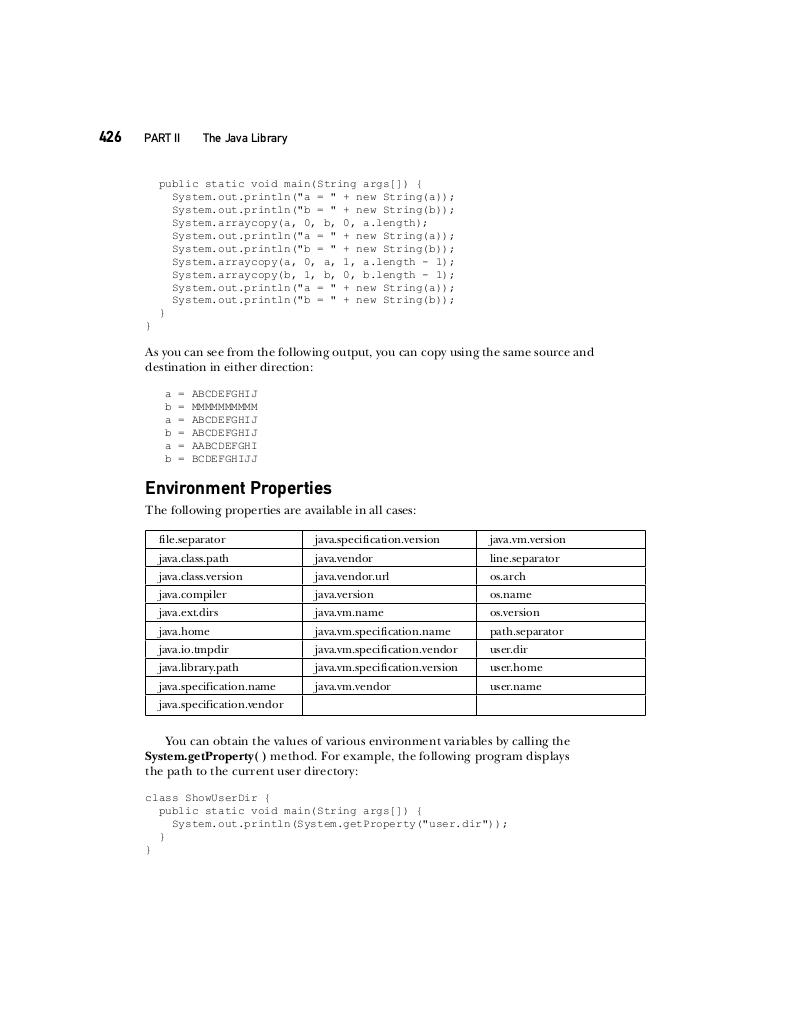 426 PART II The Java Library
public static void main(String args[]) {
System.out.println("a = " + new String(a));
System.out.println("b = " + new String(b));
System.arraycopy(a, 0, b, 0, a.length);
System.out.println("a = " + new String(a));
System.out.println("b = " + new String(b));
System.arraycopy(a, 0, a, 1, a.length - 1);
System.arraycopy(b, 1, b, 0, b.length - 1);
System.out.println("a = " + new String(a));
System.out.println("b = " + new String(b));
}
}
As you can see from the following output, you can copy using the same source and
destination in either direction:
a = ABCDEFGHIJ
b = MMMMMMMMMM
a = ABCDEFGHIJ
b = ABCDEFGHIJ
a = AABCDEFGHI
b = BCDEFGHIJJ
Environment Properties
The following properties are available in all cases:
file.separator java.specification.version java.vm.version
java.class.path java.vendor line.separator
java.class.version java.vendor.url os.arch
java.compiler java.version os.name
java.ext.dirs java.vm.name os.version
java.home java.vm.specification.name path.separator
java.io.tmpdir java.vm.specification.vendor user.dir
java.library.path java.vm.specification.version user.home
java.specification.name java.vm.vendor user.name
java.specification.vendor
You can obtain the values of various environment variables by calling the
System.getProperty( ) method. For example, the following program displays
the path to the current user directory:
class ShowUserDir {
public static void main(String args[]) {
System.out.println(System.getProperty("user.dir"));
}
}